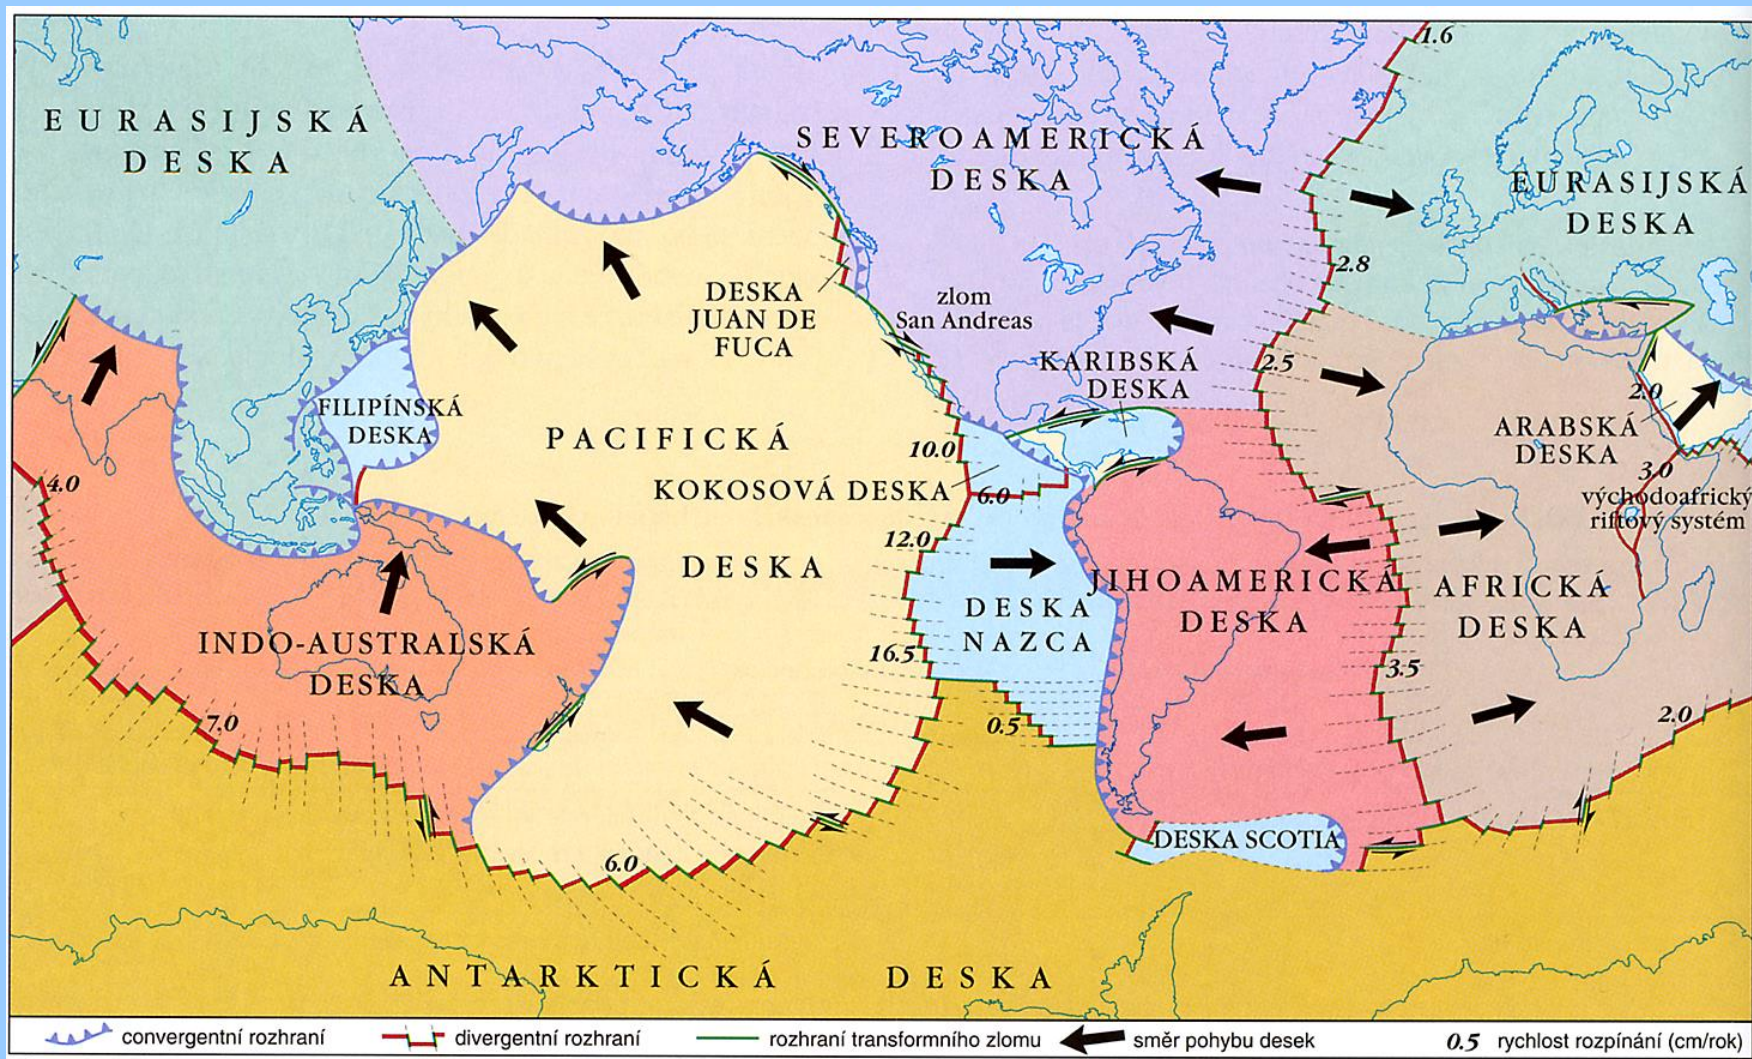 EURASIJSKÁ
DESKA
SEVEROAMERICKÁ
DESKA
1.6
EURASIJSKÁ
DESKA
2.8
DESKA
JUAN DE
FUCA
zlom
San Andreas
KARIBSKÁ
DESKA
2.5
2.0
FILIPÍNSKÁ
DESKA
PACIFICKÁ
DESKA
10.0
KOKOSOVÁ DESKA
6.0
ARABSKÁ
DESKA
3.0
východoafrický
riftový systém
4.0
12.0
DESKA
NAZCA
JIHOAMERICKÁ
DESKA
AFRICKÁ
DESKA
INDO-AUSTRALSKÁ
DESKA
16.5
3.5
7.0
0.5
2.0
6.0
DESKA SCOTIA
ANTARKTICKÁ DESKA
convergentní rozhraní
divergentní rozhraní
rozhraní transformního zlomu
směr pohybu desek
0.5 rychlost rozpínání (cm/rok)